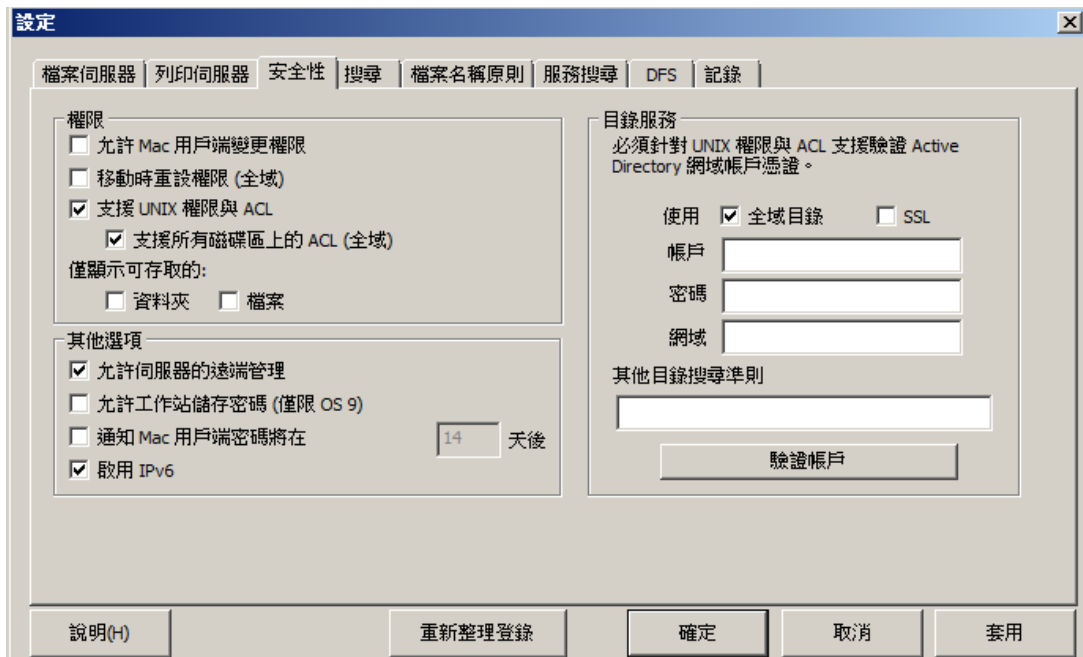 設定
檔案伺服器
列印伺服器
安全性
搜尋
檔案名稱原則
服務搜尋
DFS
記錄
權限
允許 Mac 用戶端變更權限
移動時重設權限 (全域)
支援 UNIX 權限與 ACL
支援所有磁碟區上的 ACL (全域)
僅顯示可存取的:
資料夾
檔案
其他選項
允許伺服器的遠端管理
允許工作站儲存密碼 (僅限 OS 9)
通知 Mac 用戶端密碼將在 14 天後
啟用 IPv6
目錄服務
必須針對 UNIX 權限與 ACL 支援驗證 Active
Directory 網域帳戶憑證。
使用 全域目錄 SSL
帳戶
密碼
網域
其他目錄搜尋準則
驗證帳戶
說明(H)
重新整理登錄
確定
取消
套用